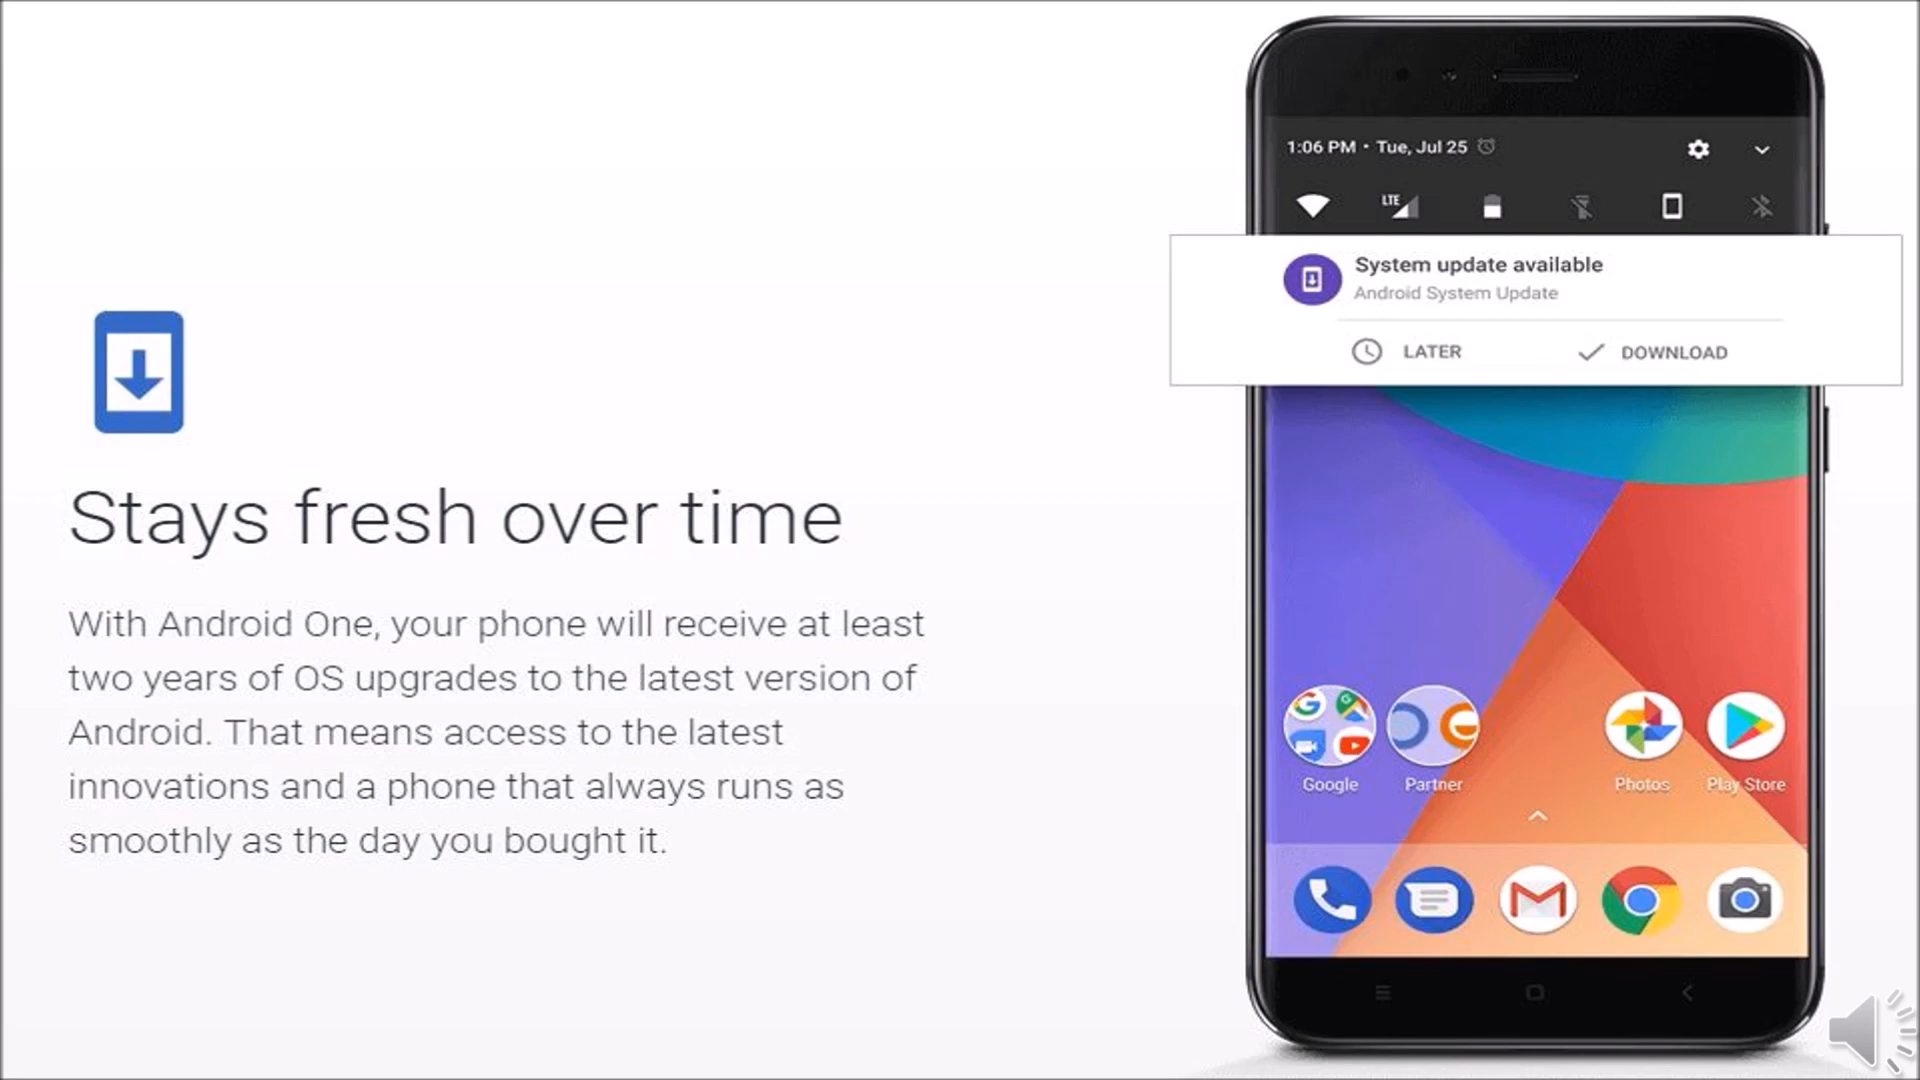 1:06 PM • Tue, Jul 25
LTE
System update available
Android System Update
LATER
DOWNLOAD
Stays fresh over time
With Android One, your phone will receive at least
two years of OS upgrades to the latest version of
Android. That means access to the latest
innovations and a phone that always runs as
smoothly as the day you bought it.
Google
Partner
Photos
Play Store